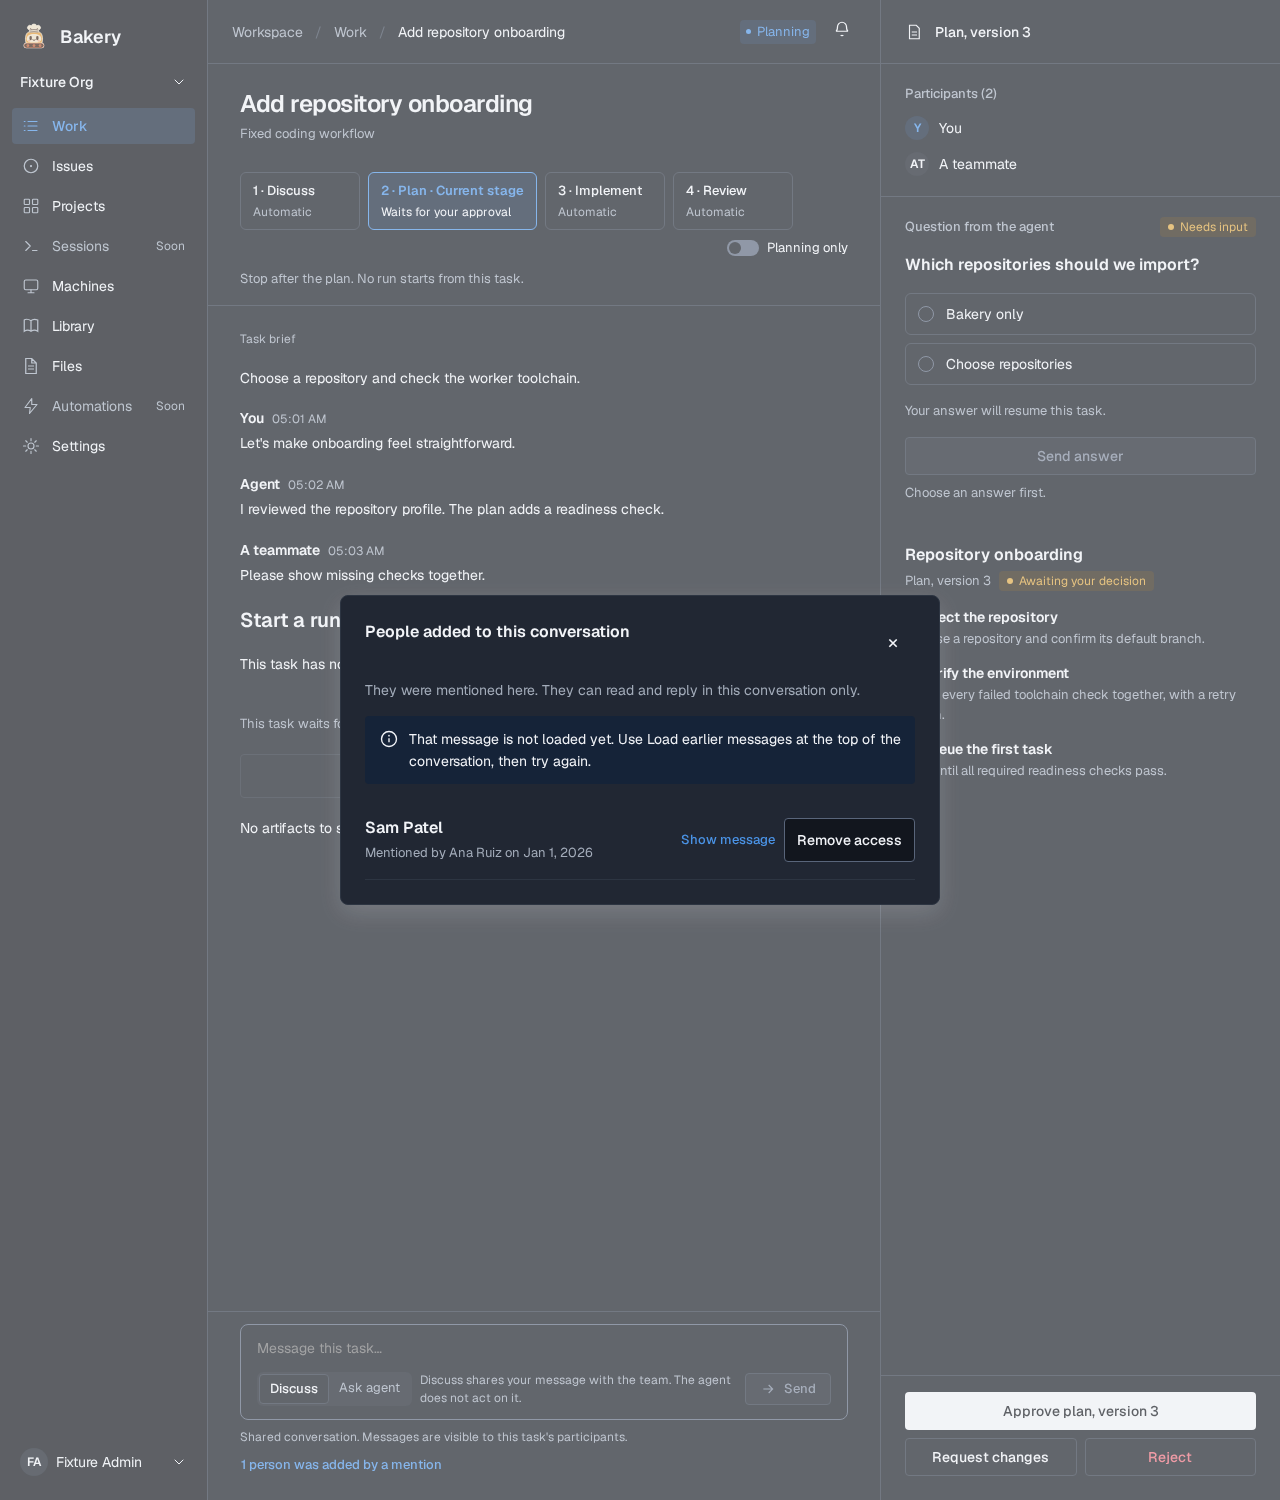 Bakery
Fixture Org
Work
Issues
Projects
Sessions Soon
Machines
Library
Files
Automations Soon
Settings
FA Fixture Admin
Workspace / Work / Add repository onboarding
Planning
Add repository onboarding
Fixed coding workflow
1 · Discuss
Automatic
2 · Plan · Current stage
Waits for your approval
3 · Implement
Automatic
4 · Review
Automatic
Planning only
Stop after the plan. No run starts from this task.
Task brief
Choose a repository and check the worker toolchain.
You 05:01 AM
Let's make onboarding feel straightforward.
Agent 05:02 AM
I reviewed the repository profile. The plan adds a readiness check.
A teammate 05:03 AM
Please show missing checks together.
Start a run
This task has
This task waits
No artifacts to
People added to this conversation
They were mentioned here. They can read and reply in this conversation only.
That message is not loaded yet. Use Load earlier messages at the top of the
conversation, then try again.
Sam Patel
Mentioned by Ana Ruiz on Jan 1, 2026
Show message
Remove access
Message this task...
Discuss
Ask agent
Discuss shares your message with the team. The agent
does not act on it.
Send
Shared conversation. Messages are visible to this task's participants.
1 person was added by a mention
Plan, version 3
Participants (2)
Y You
AT A teammate
Question from the agent
Needs input
Which repositories should we import?
Bakery only
Choose repositories
Your answer will resume this task.
Send answer
Choose an answer first.
Repository onboarding
Plan, version 3
Awaiting your decision
the repository
a repository and confirm its default branch.
the environment
every failed toolchain check together, with a retry
the first task
all required readiness checks pass.
Approve plan, version 3
Request changes
Reject